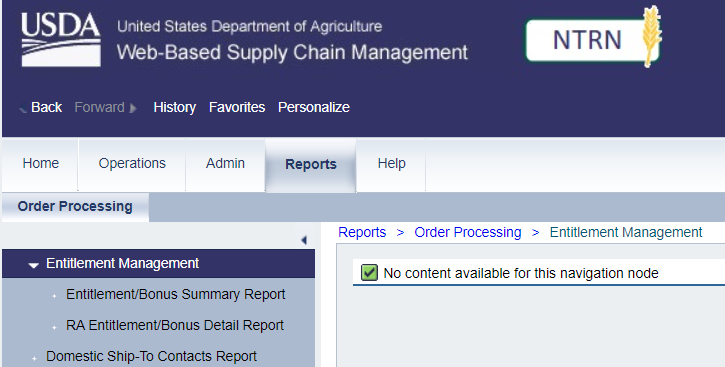 USDA
United States Department of Agriculture
Web-Based Supply Chain Management
NTRN
Back Forward History Favorites Personalize
Home Operations Admin Reports Help
Order Processing
Reports > Order Processing > Entitlement Management
Entitlement Management
No content available for this navigation node
Entitlement/Bonus Summary Report
RA Entitlement/Bonus Detail Report
Domestic Ship-To Contacts Report